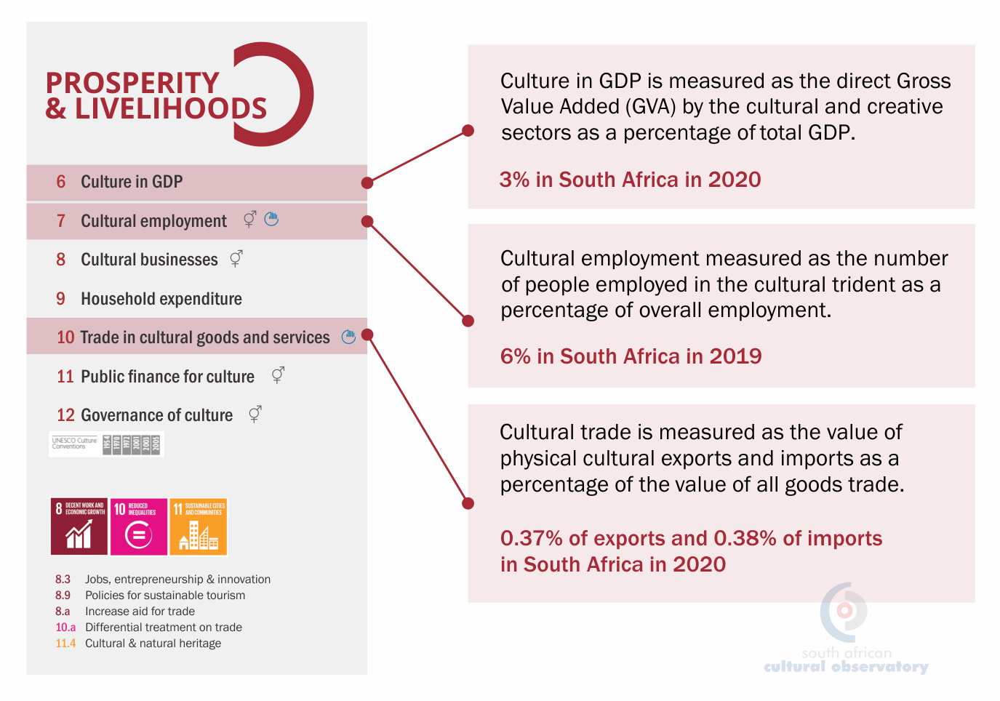 PROSPERITY
& LIVELIHOODS
6 Culture in GDP
7 Cultural employment
8 Cultural businesses
9 Household expenditure
10 Trade in cultural goods and services
11 Public finance for culture
12 Governance of culture
UNESCO Culture
Conventions
1954 1970 1972 2001 2003 2005
8 DECENT WORK AND
ECONOMIC GROWTH
10 REDUCED
INEQUALITIES
11 SUSTAINABLE CITIES
AND COMMUNITIES
8.3 Jobs, entrepreneurship & innovation
8.9 Policies for sustainable tourism
8.a Increase aid for trade
10.a Differential treatment on trade
11.4 Cultural & natural heritage
Culture in GDP is measured as the direct Gross
Value Added (GVA) by the cultural and creative
sectors as a percentage of total GDP.
3% in South Africa in 2020
Cultural employment measured as the number
of people employed in the cultural trident as a
percentage of overall employment.
6% in South Africa in 2019
Cultural trade is measured as the value of
physical cultural exports and imports as a
percentage of the value of all goods trade.
0.37% of exports and 0.38% of imports
in South Africa in 2020
south african
cultural observatory